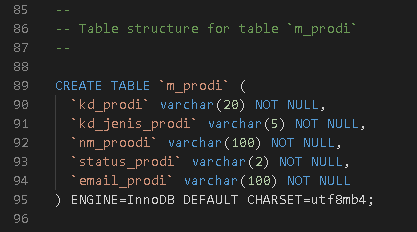 85 --
86 -- Table structure for table `m_prodi`
87 --
88
89 CREATE TABLE `m_prodi` (
90 `kd_prodi` varchar(20) NOT NULL,
91 `kd_jenis_prodi` varchar(5) NOT NULL,
92 `nm_proodi` varchar(100) NOT NULL,
93 `status_prodi` varchar(2) NOT NULL,
94 `email_prodi` varchar(100) NOT NULL
95 ) ENGINE=InnoDB DEFAULT CHARSET=utf8mb4;
96